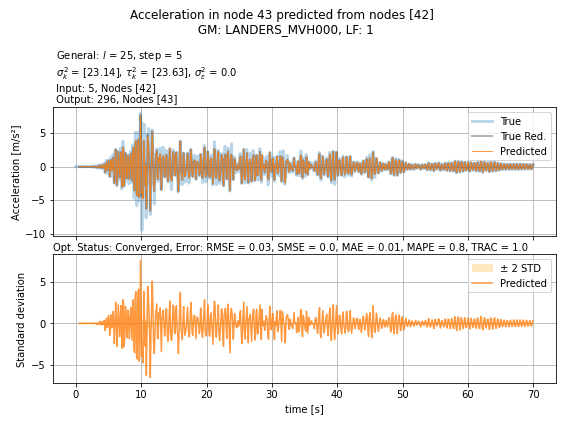 Acceleration in node 43 predicted from nodes [42]
GM: LANDERS_MVH000, LF: 1
General: l = 25, step = 5
σ²ₖ = [23.14], τ²ₖ = [23.63], σ²ε = 0.0
Input: 5, Nodes [42]
Output: 296, Nodes [43]
Acceleration [m/s²]
5
0
−5
−10
True
True Red.
Predicted
Opt. Status: Converged, Error: RMSE = 0.03, SMSE = 0.0, MAE = 0.01, MAPE = 0.8, TRAC = 1.0
Standard deviation
5
0
−5
± 2 STD
Predicted
0 10 20 30 40 50 60 70
time [s]